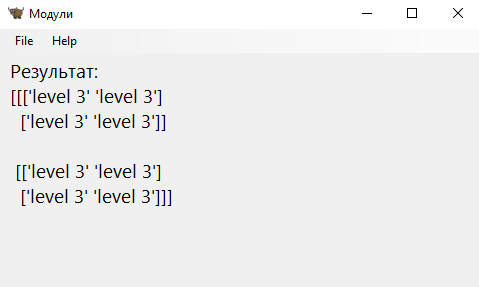 Модули
File Help
Результат:
[[['level 3' 'level 3']
['level 3' 'level 3']]
[['level 3' 'level 3']
['level 3' 'level 3']]]